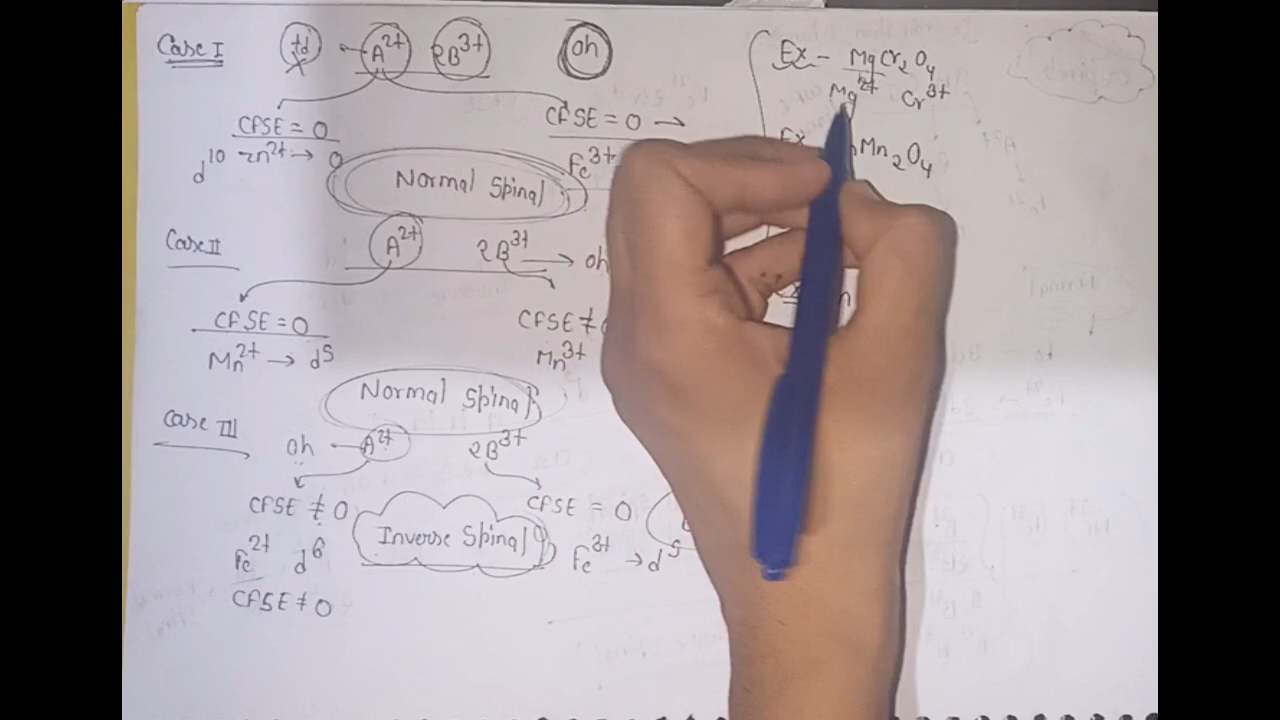 Case I td ← A2+ 2B3+ oh
CFSE = 0 CFSE = 0 →
d10 zn2+ → 0 Fe3+
Normal Spinal
Case II A2+ 2B3+ → oh
CFSE = 0 CFSE ≠ 0
Mn2+ → d5 Mn3+
Normal Spinal
Case III oh ← A2+ 2B3+
CFSE ≠ 0 CFSE = 0
Fe2+ d6 Inverse Spinal Fe3+ → d5
CFSE ≠ 0
Ex - MgCr2O4
Mg2+ Cr3+
Ex Mn2O4